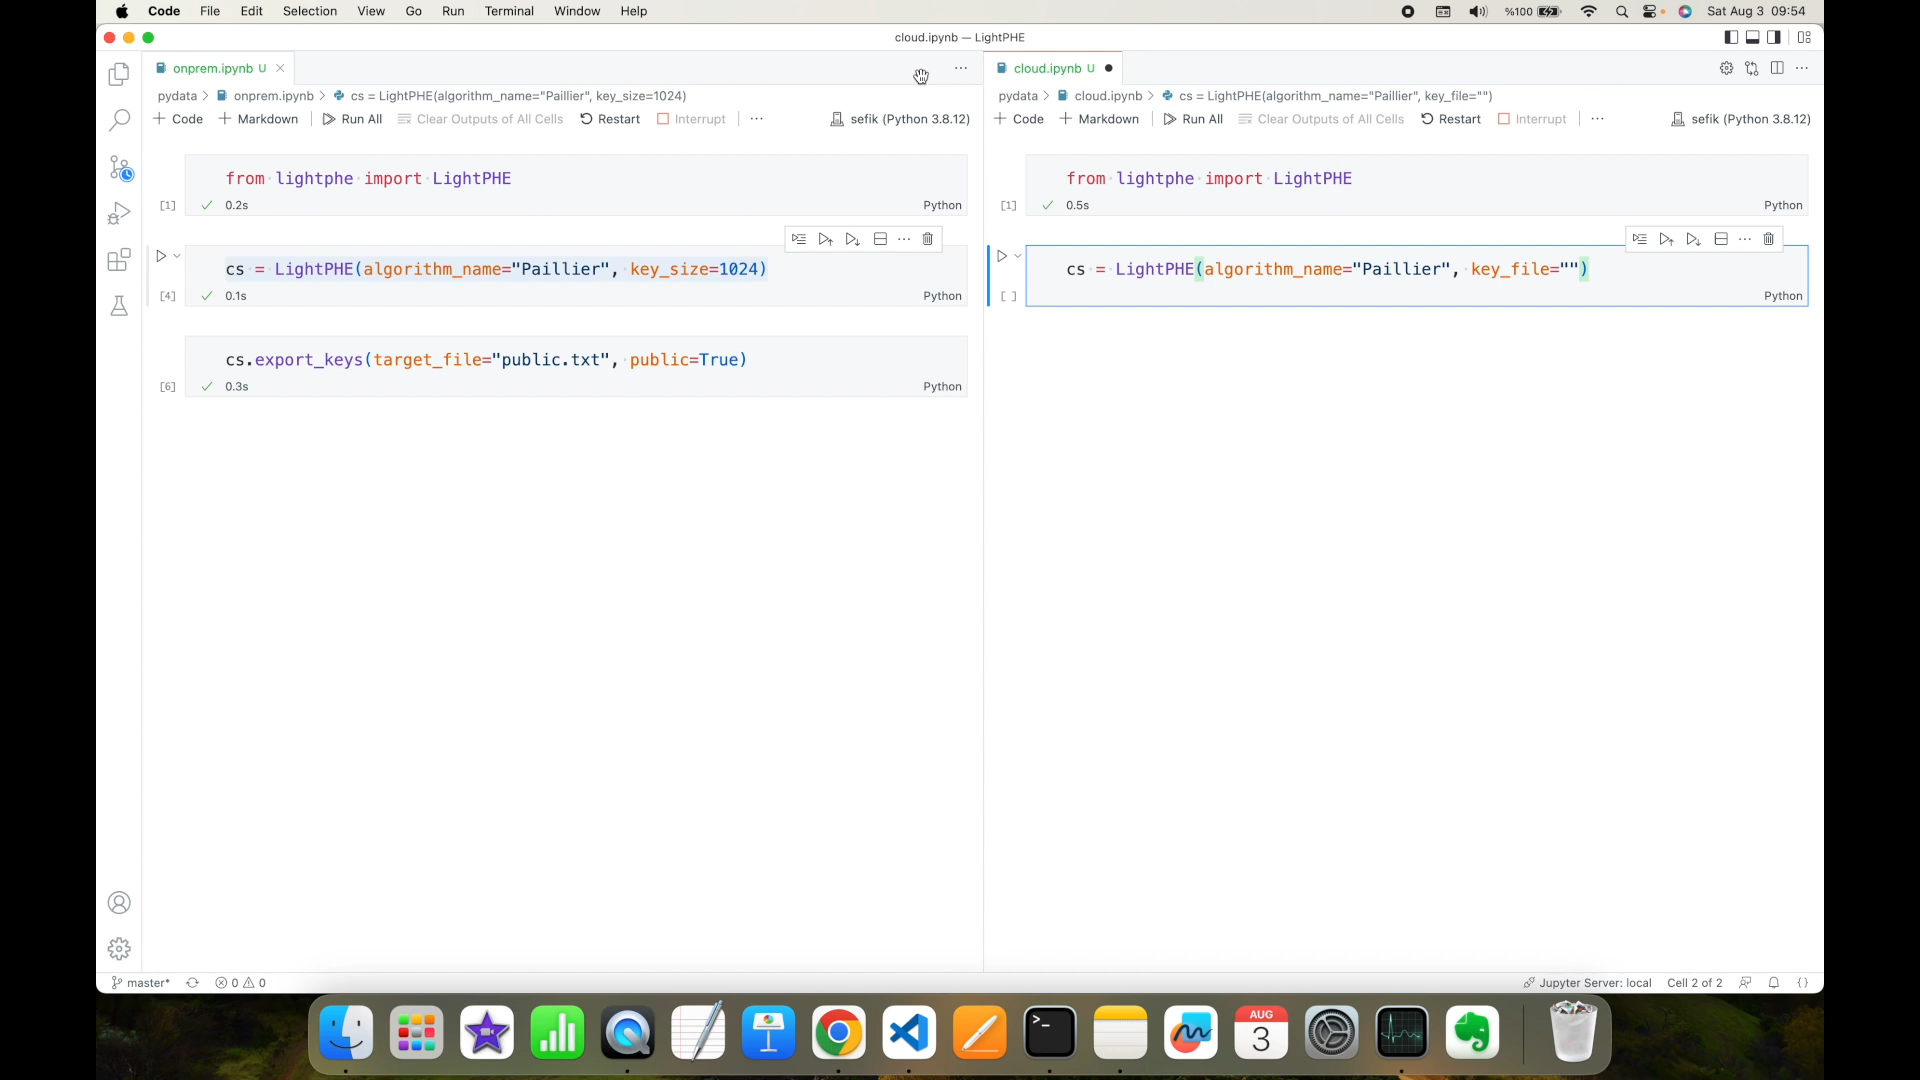 Code File Edit Selection View Go Run Terminal Window Help %100 Sat Aug 3 09:54
cloud.ipynb — LightPHE
onprem.ipynb U
pydata > onprem.ipynb > cs = LightPHE(algorithm_name="Paillier", key_size=1024)
+ Code + Markdown Run All Clear Outputs of All Cells Restart Interrupt ... sefik (Python 3.8.12)
from lightphe import LightPHE
[1] 0.2s Python
cs = LightPHE(algorithm_name="Paillier", key_size=1024)
[4] 0.1s Python
cs.export_keys(target_file="public.txt", public=True)
[6] 0.3s Python
cloud.ipynb U
pydata > cloud.ipynb > cs = LightPHE(algorithm_name="Paillier", key_file="")
+ Code + Markdown Run All Clear Outputs of All Cells Restart Interrupt ... sefik (Python 3.8.12)
from lightphe import LightPHE
[1] 0.5s Python
cs = LightPHE(algorithm_name="Paillier", key_file="")
[ ] Python
master* 0 0 Jupyter Server: local Cell 2 of 2
AUG
3